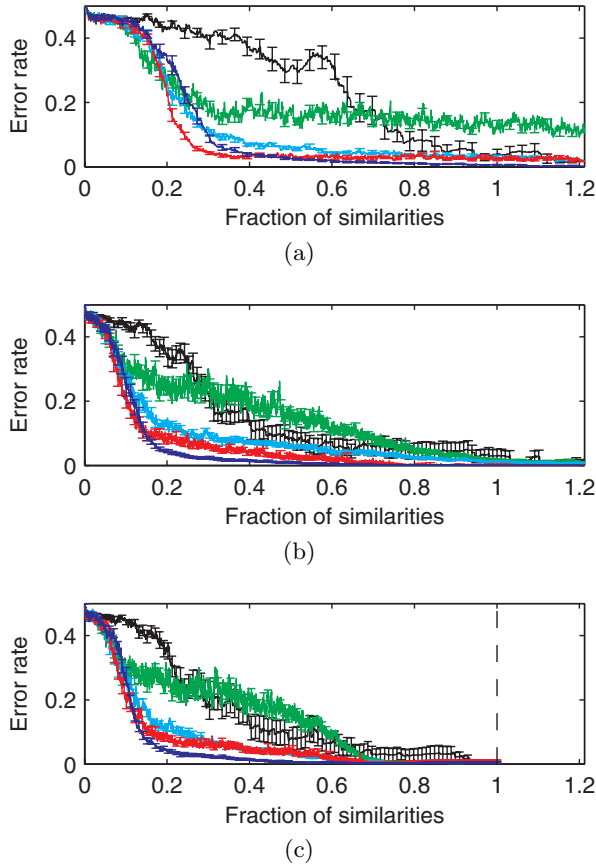 0.4
0.2
0
Error rate
0 0.2 0.4 0.6 0.8 1 1.2
Fraction of similarities
(a)
0.4
0.2
0
Error rate
0 0.2 0.4 0.6 0.8 1 1.2
Fraction of similarities
(b)
0.4
0.2
0
Error rate
0 0.2 0.4 0.6 0.8 1 1.2
Fraction of similarities
(c)